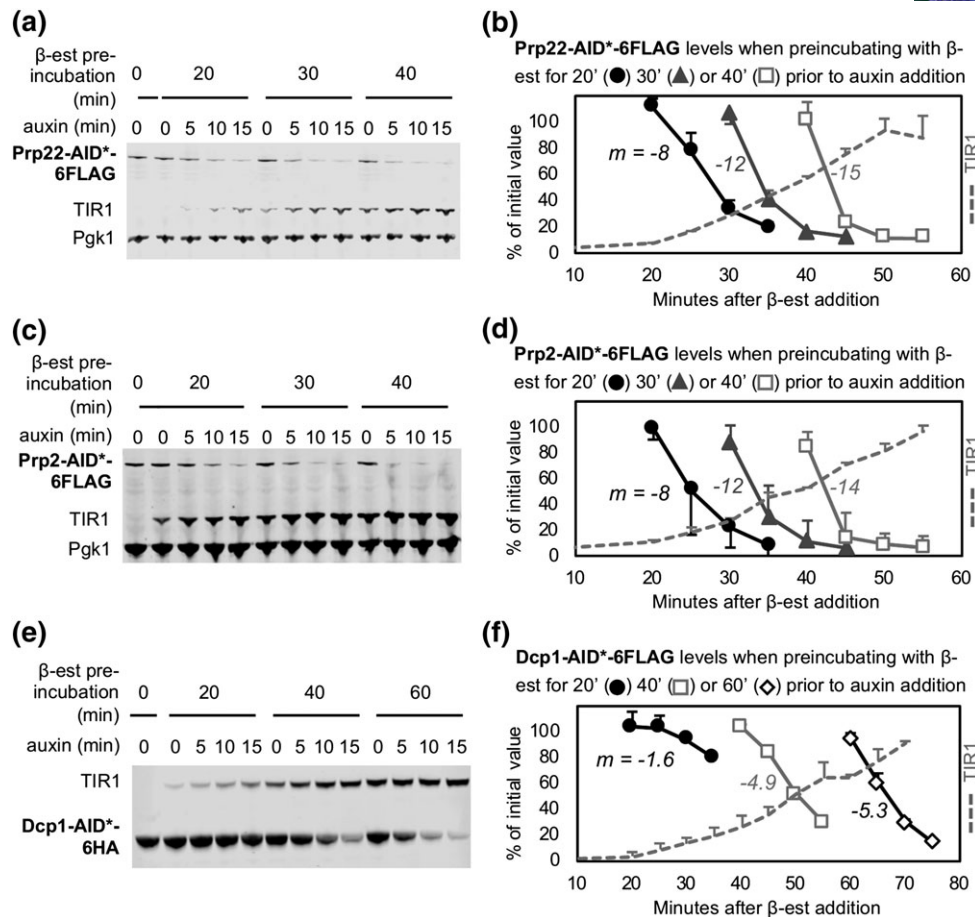 (a)
β-est pre-
incubation
(min)
0 20 30 40
auxin (min) 0 0 5 10 15 0 5 10 15 0 5 10 15
Prp22-AID*-
6FLAG
TIR1
Pgk1
(b)
Prp22-AID*-6FLAG levels when preincubating with β-
est for 20' (●) 30' (▲) or 40' (□) prior to auxin addition
% of initial value
100
80
60
40
20
0
m = -8
-12
-15
TIR1
10 20 30 40 50 60
Minutes after β-est addition
(c)
β-est pre-
incubation
(min)
0 20 30 40
auxin (min) 0 0 5 10 15 0 5 10 15 0 5 10 15
Prp2-AID*-
6FLAG
TIR1
Pgk1
(d)
Prp2-AID*-6FLAG levels when preincubating with β-
est for 20' (●) 30' (▲) or 40' (□) prior to auxin addition
% of initial value
100
80
60
40
20
0
m = -8
-12
-14
TIR1
10 20 30 40 50 60
Minutes after β-est addition
(e)
β-est pre-
incubation
(min)
0 20 40 60
auxin (min) 0 0 5 10 15 0 5 10 15 0 5 10 15
TIR1
Dcp1-AID*-
6HA
(f)
Dcp1-AID*-6FLAG levels when preincubating with β-
est for 20' (●) 40' (□) or 60' (◇) prior to auxin addition
% of initial value
100
80
60
40
20
0
m = -1.6
-4.9
-5.3
TIR1
10 20 30 40 50 60 70 80
Minutes after β-est addition